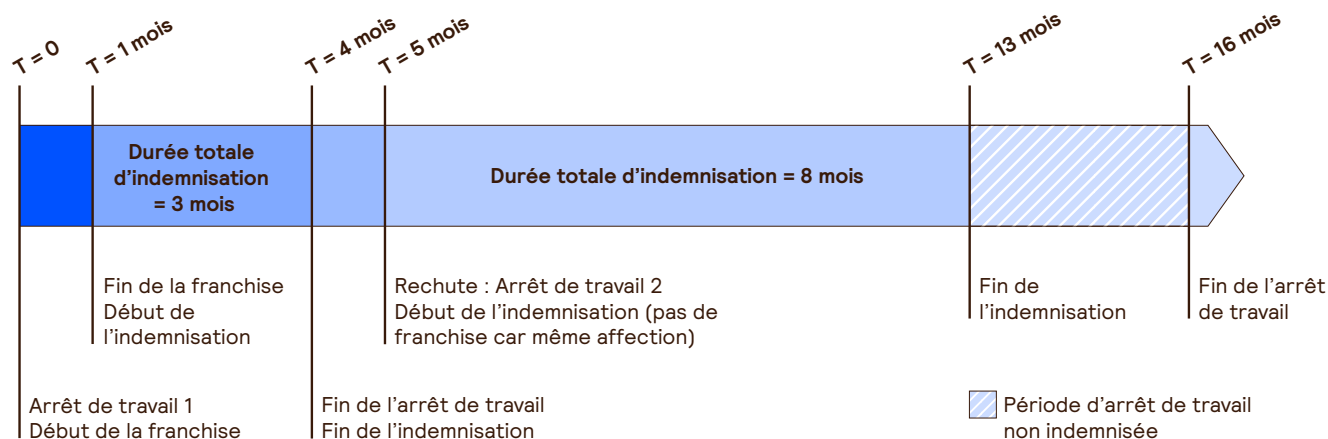 T = 0
T = 1 mois
T = 4 mois
T = 5 mois
T = 13 mois
T = 16 mois
Durée totale
d'indemnisation
= 3 mois
Durée totale d'indemnisation = 8 mois
Fin de la franchise
Début de
l'indemnisation
Rechute : Arrêt de travail 2
Début de l'indemnisation (pas de
franchise car même affection)
Fin de
l'indemnisation
Fin de l'arrêt
de travail
Arrêt de travail 1
Début de la franchise
Fin de l'arrêt de travail
Fin de l'indemnisation
Période d'arrêt de travail
non indemnisée